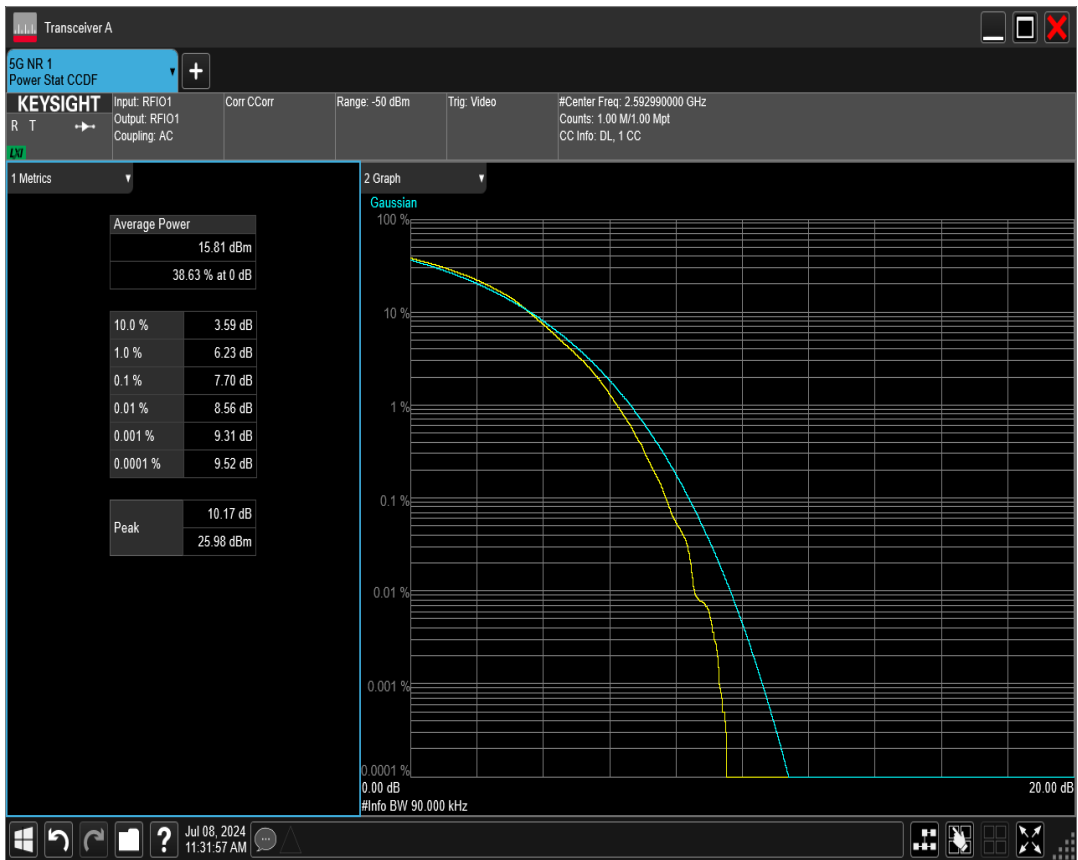 Transceiver A
5G NR 1
Power Stat CCDF
+
KEYSIGHT
R T
LXI
Input: RFIO1
Output: RFIO1
Coupling: AC
Corr CCorr
Range: -50 dBm
Trig: Video
#Center Freq: 2.592990000 GHz
Counts: 1.00 M/1.00 Mpt
CC Info: DL, 1 CC
1 Metrics
Average Power
15.81 dBm
38.63 % at 0 dB
10.0 % 3.59 dB
1.0 % 6.23 dB
0.1 % 7.70 dB
0.01 % 8.56 dB
0.001 % 9.31 dB
0.0001 % 9.52 dB
Peak
10.17 dB
25.98 dBm
2 Graph
Gaussian
100 %
10 %
1 %
0.1 %
0.01 %
0.001 %
0.0001 %
0.00 dB 20.00 dB
#Info BW 90.000 kHz
?
Jul 08, 2024
11:31:57 AM